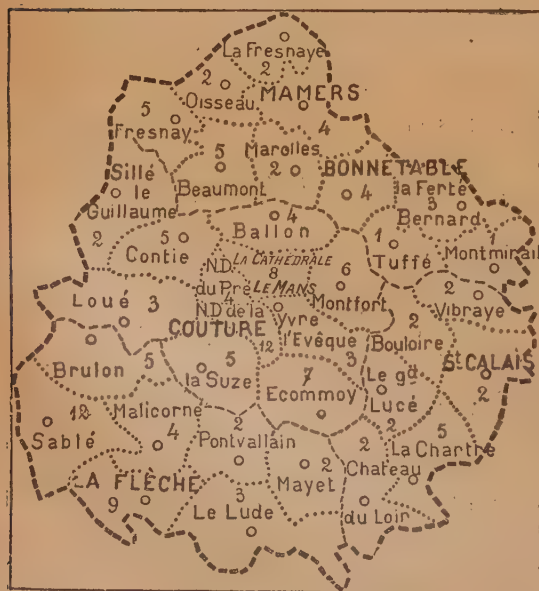 La Fresnaye
2
2
Oisseau
MAMERS
5
Fresnay
4
Marolles
2
5
Beaumont
BONNETABLE
4
la Ferté
3
Bernard
Sillé
le
Guillaume
2
5
Contie
4
Ballon
1
Tuffé
1
Montmirail
N.D.
du Pré
4
LA CATHÉDRALE
8
LE MANS
6
Montfort
2
Vibraye
Loué 3
N.D de la
COUTURE
12
Yvre
l'Evêque
3
2
Bouloire
St CALAIS
2
Brulon
5
5
la Suze
7
Ecommoy
Le gd
Lucé
2
12
Sablé
Malicorne
4
2
Pontvallain
2
Mayet
2
Chateau
du Loir
5
La Chartre
LA FLÈCHE
9
3
Le Lude